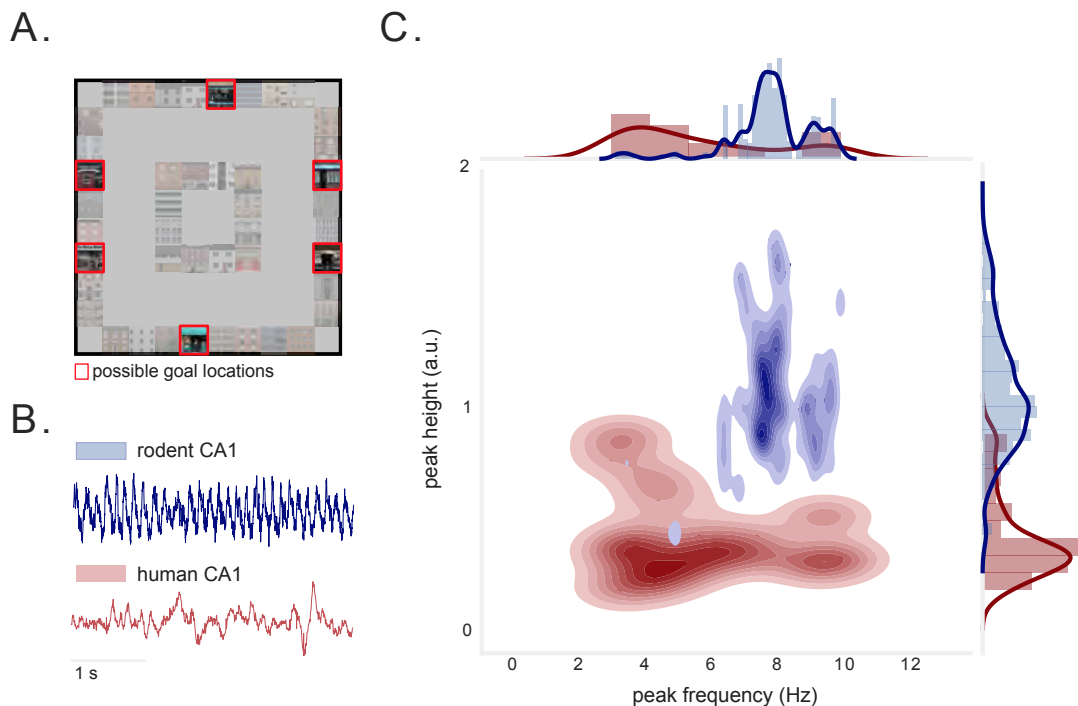 A.
possible goal locations
B.
rodent CA1
human CA1
1 s
C.
2
1
0
peak height (a.u.)
0 2 4 6 8 10 12
peak frequency (Hz)